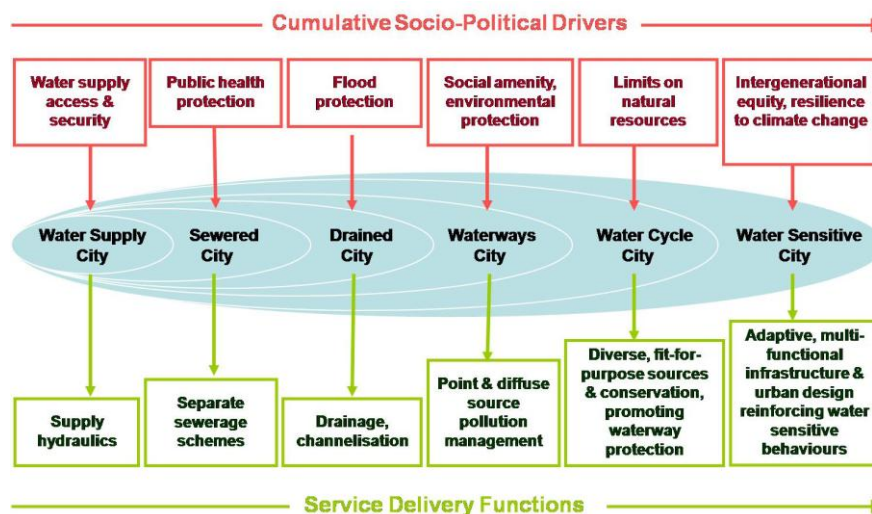 Cumulative Socio-Political Drivers
Water supply
access &
security
Public health
protection
Flood
protection
Social amenity,
environmental
protection
Limits on
natural
resources
Intergenerational
equity, resilience
to climate change
Water Supply
City
Sewered
City
Drained
City
Waterways
City
Water Cycle
City
Water Sensitive
City
Supply
hydraulics
Separate
sewerage
schemes
Drainage,
channelisation
Point & diffuse
source
pollution
management
Diverse, fit-for-
purpose sources
& conservation,
promoting
waterway
protection
Adaptive, multi-
functional
infrastructure &
urban design
reinforcing water
sensitive
behaviours
Service Delivery Functions